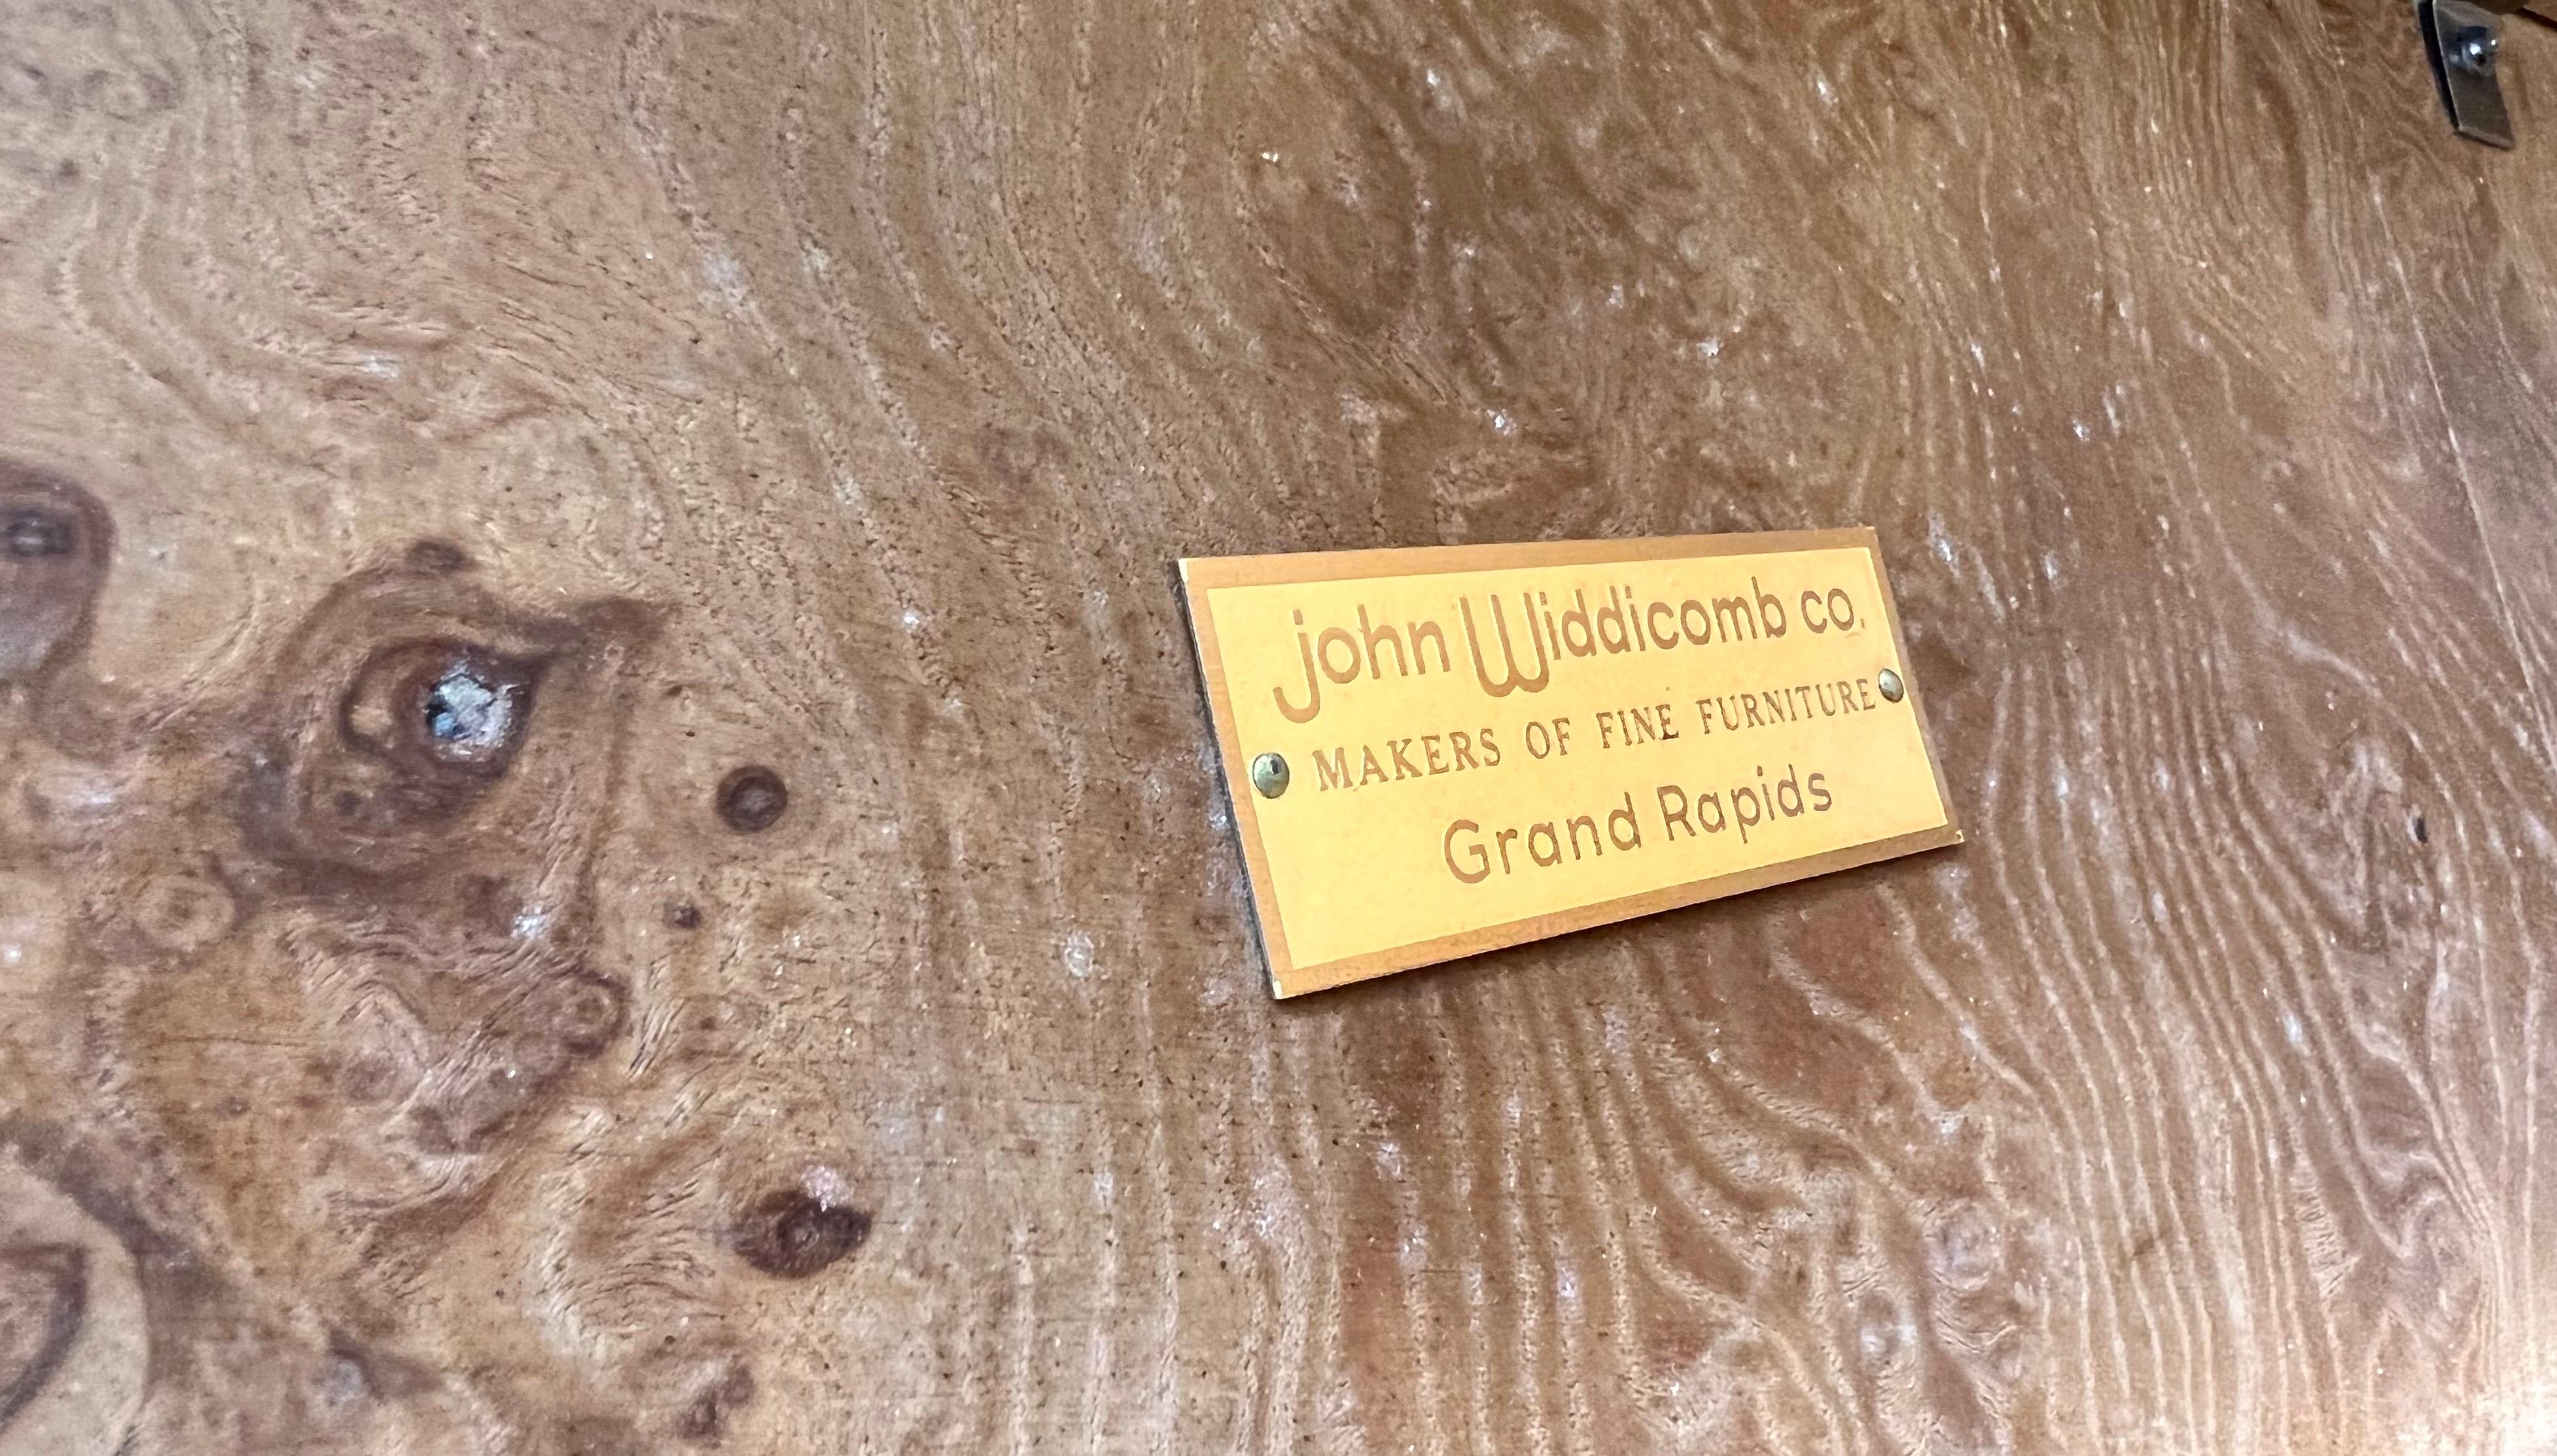 john Widdicomb co.
MAKERS OF FINE FURNITURE
Grand Rapids